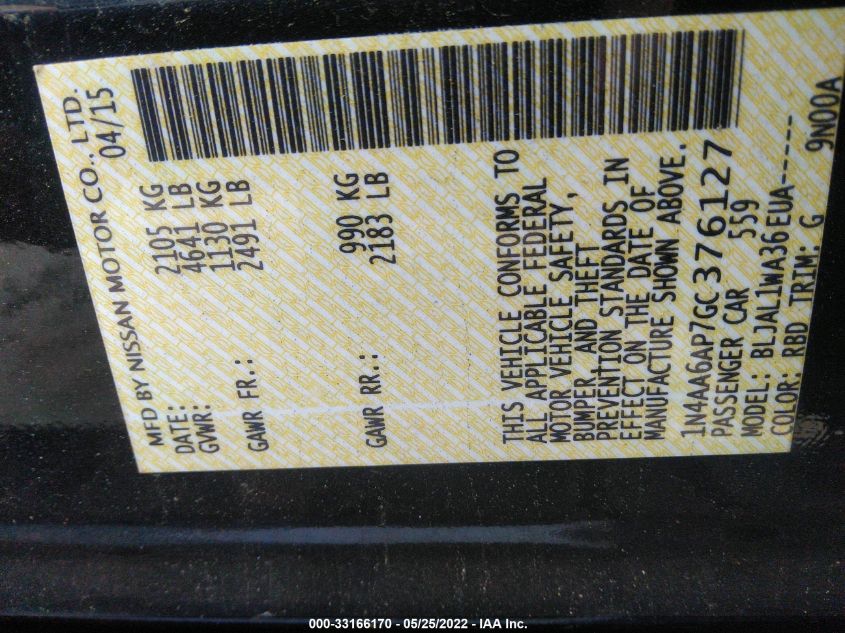 MFD BY NISSAN MOTOR CO., LTD.
DATE: 04/15
GVWR: 2105 KG
4641 LB
GAWR FR.: 1130 KG
2491 LB
GAWR RR.: 990 KG
2183 LB
THIS VEHICLE CONFORMS TO
ALL APPLICABLE FEDERAL
MOTOR VEHICLE SAFETY,
BUMPER, AND THEFT
PREVENTION STANDARDS IN
EFFECT ON THE DATE OF
MANUFACTURE SHOWN ABOVE.
1N4AA6AP7GC376127
PASSENGER CAR 559
MODEL: BLJALLWA36EUA-----
COLOR: RBD TRIM: G 9N00A
000-33166170 - 05/25/2022 - IAA Inc.